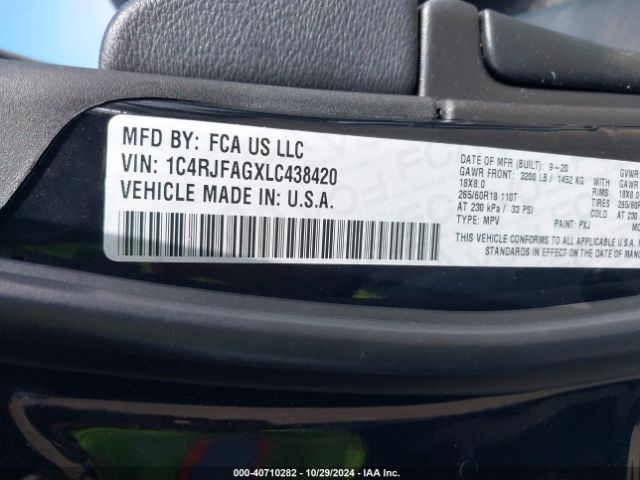 MFD BY: FCA US LLC
VIN: 1C4RJFAGXLC438420
VEHICLE MADE IN: U.S.A.
DATE OF MFR (BUILT): 9-20 GVWR:
GAWR FRONT: 3200 LB / 1452 KG GAWR
18X8.0 RIMS 18X8.0
265/60R18 110T TIRES 265/60R
AT 230 kPa / 33 PSI COLD AT 230
TYPE: MPV PAINT: PXJ
THIS VEHICLE CONFORMS TO ALL APPLICABLE U.S.A.
STANDARDS IN EFFECT ON THE DATE OF MANU
000-40710282 - 10/29/2024 - IAA Inc.